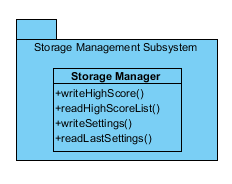 Storage Management Subsystem
Storage Manager
+writeHighScore()
+readHighScoreList()
+writeSettings()
+readLastSettings()